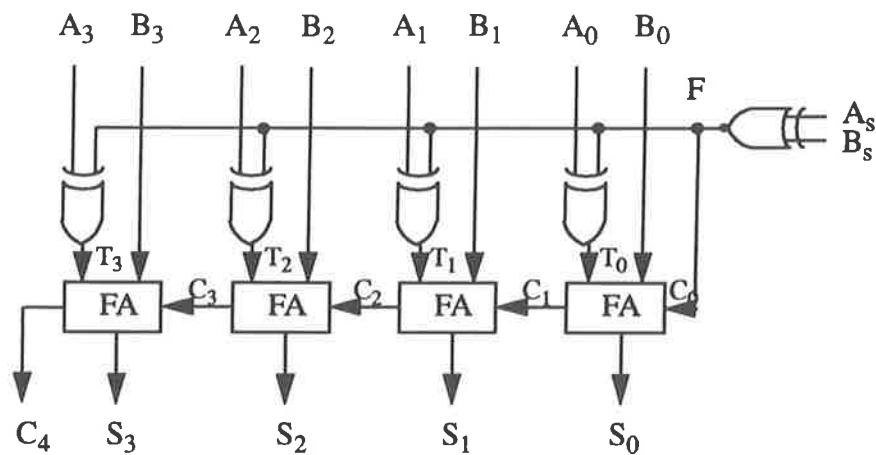 A₃ B₃ A₂ B₂ A₁ B₁ A₀ B₀
F
Aₛ
Bₛ
T₃ T₂ T₁ T₀
FA C₃ FA C₂ FA C₁ FA C₀
C₄ S₃ S₂ S₁ S₀